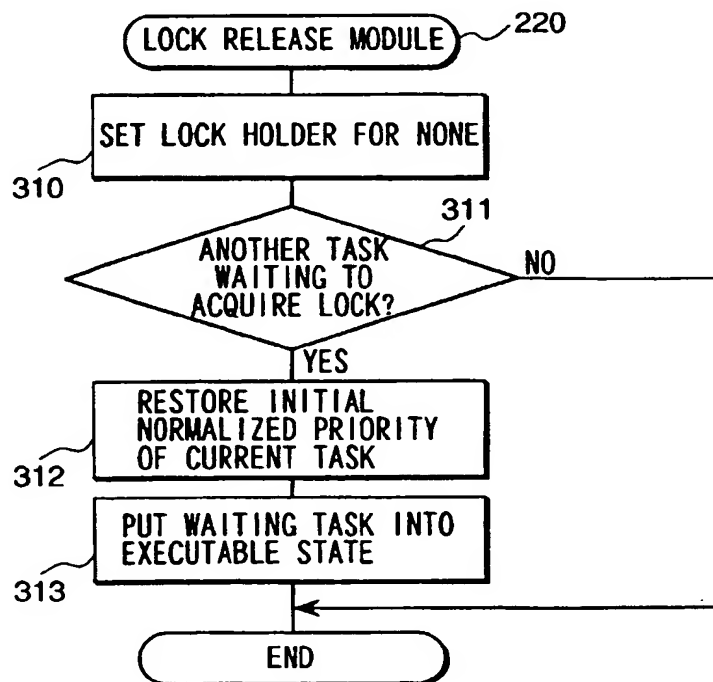 LOCK RELEASE MODULE
220
SET LOCK HOLDER FOR NONE
310
311
ANOTHER TASK
WAITING TO
ACQUIRE LOCK?
NO
YES
RESTORE INITIAL
NORMALIZED PRIORITY
OF CURRENT TASK
312
PUT WAITING TASK INTO
EXECUTABLE STATE
313
END